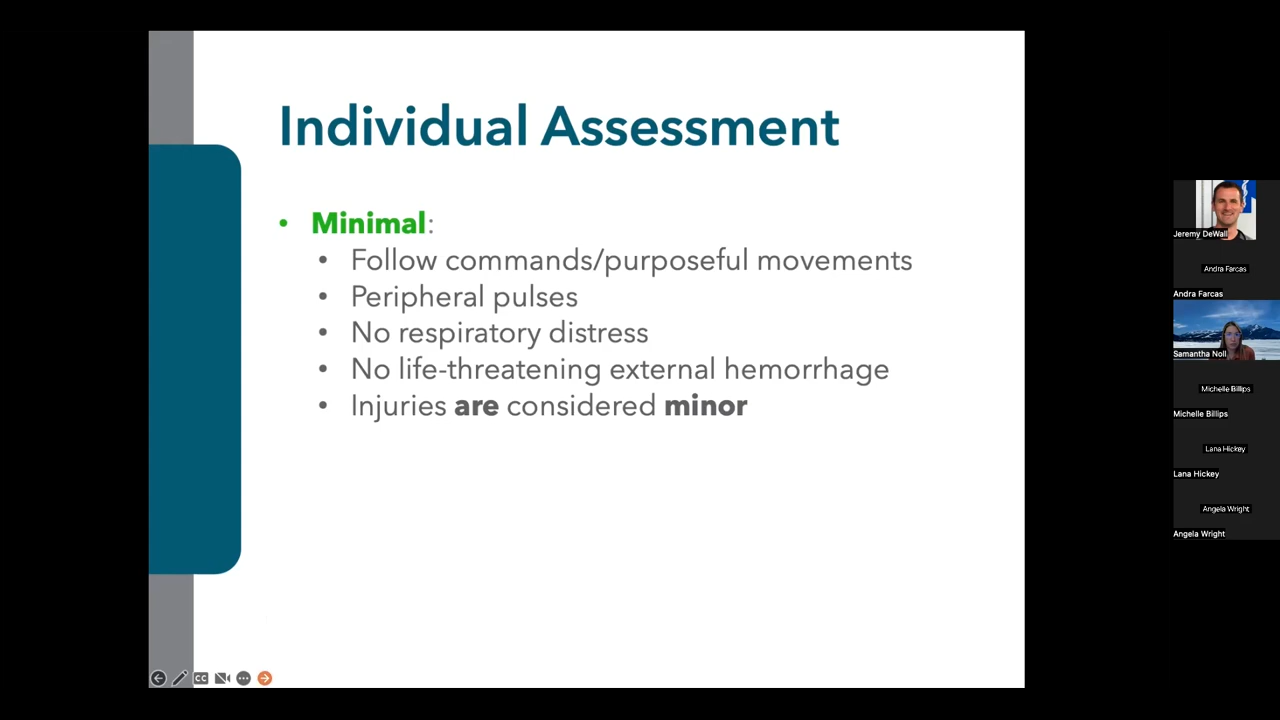 Individual Assessment
• Minimal:
• Follow commands/purposeful movements
• Peripheral pulses
• No respiratory distress
• No life-threatening external hemorrhage
• Injuries are considered minor
CC
Jeremy DeWall
Andra Farcas
Andra Farcas
Samantha Noll
Michelle Billips
Michelle Billips
Lana Hickey
Lana Hickey
Angela Wright
Angela Wright